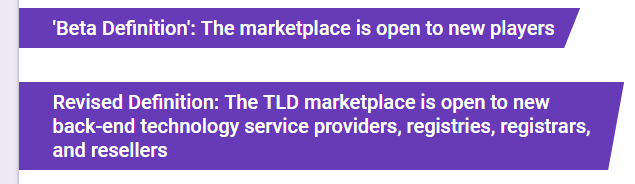 'Beta Definition': The marketplace is open to new players
Revised Definition: The TLD marketplace is open to new
back-end technology service providers, registries, registrars,
and resellers